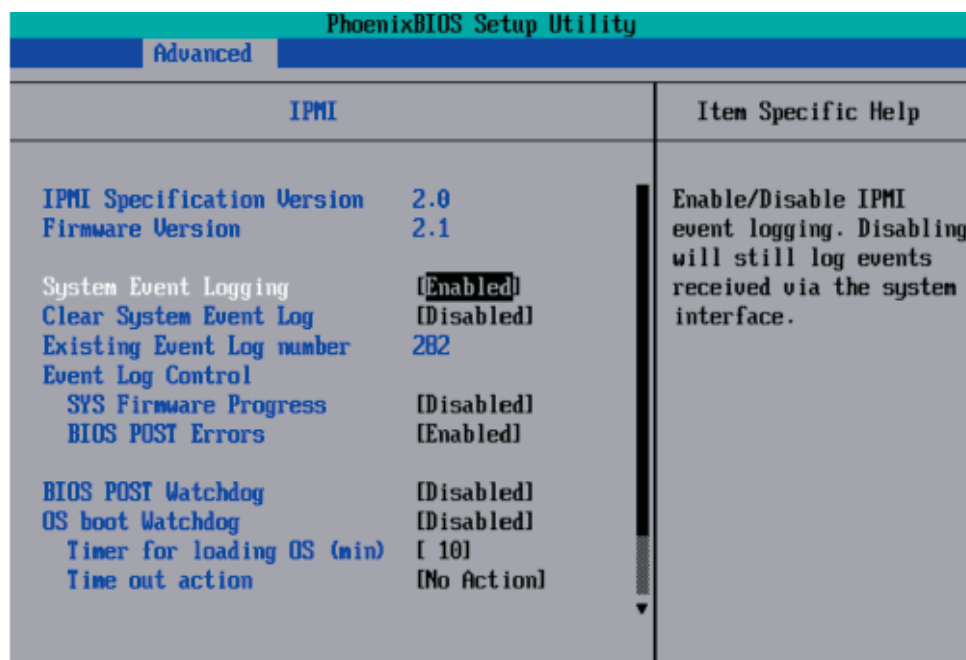 PhoenixBIOS Setup Utility
Advanced
IPMI
Item Specific Help
IPMI Specification Version 2.0
Firmware Version 2.1
System Event Logging [Enabled]
Clear System Event Log [Disabled]
Existing Event Log number 282
Event Log Control
SYS Firmware Progress [Disabled]
BIOS POST Errors [Enabled]
BIOS POST Watchdog [Disabled]
OS boot Watchdog [Disabled]
Timer for loading OS (min) [ 10]
Time out action [No Action]
Enable/Disable IPMI
event logging. Disabling
will still log events
received via the system
interface.